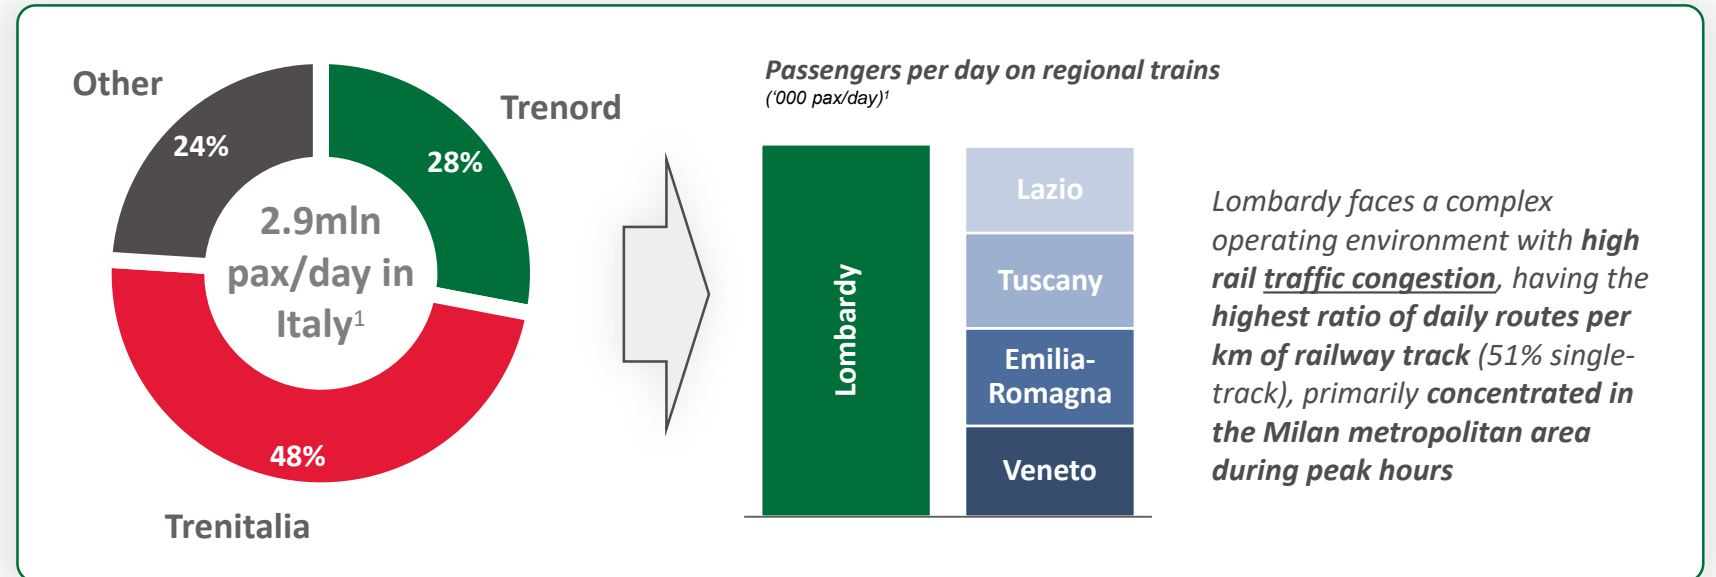 Other
24%
Trenord
28%
2.9mln
pax/day in
Italy¹
48%
Trenitalia
Passengers per day on regional trains
(‘000 pax/day)¹
Lombardy
Lazio
Tuscany
Emilia-
Romagna
Veneto
Lombardy faces a complex
operating environment with high
rail traffic congestion, having the
highest ratio of daily routes per
km of railway track (51% single-
track), primarily concentrated in
the Milan metropolitan area
during peak hours